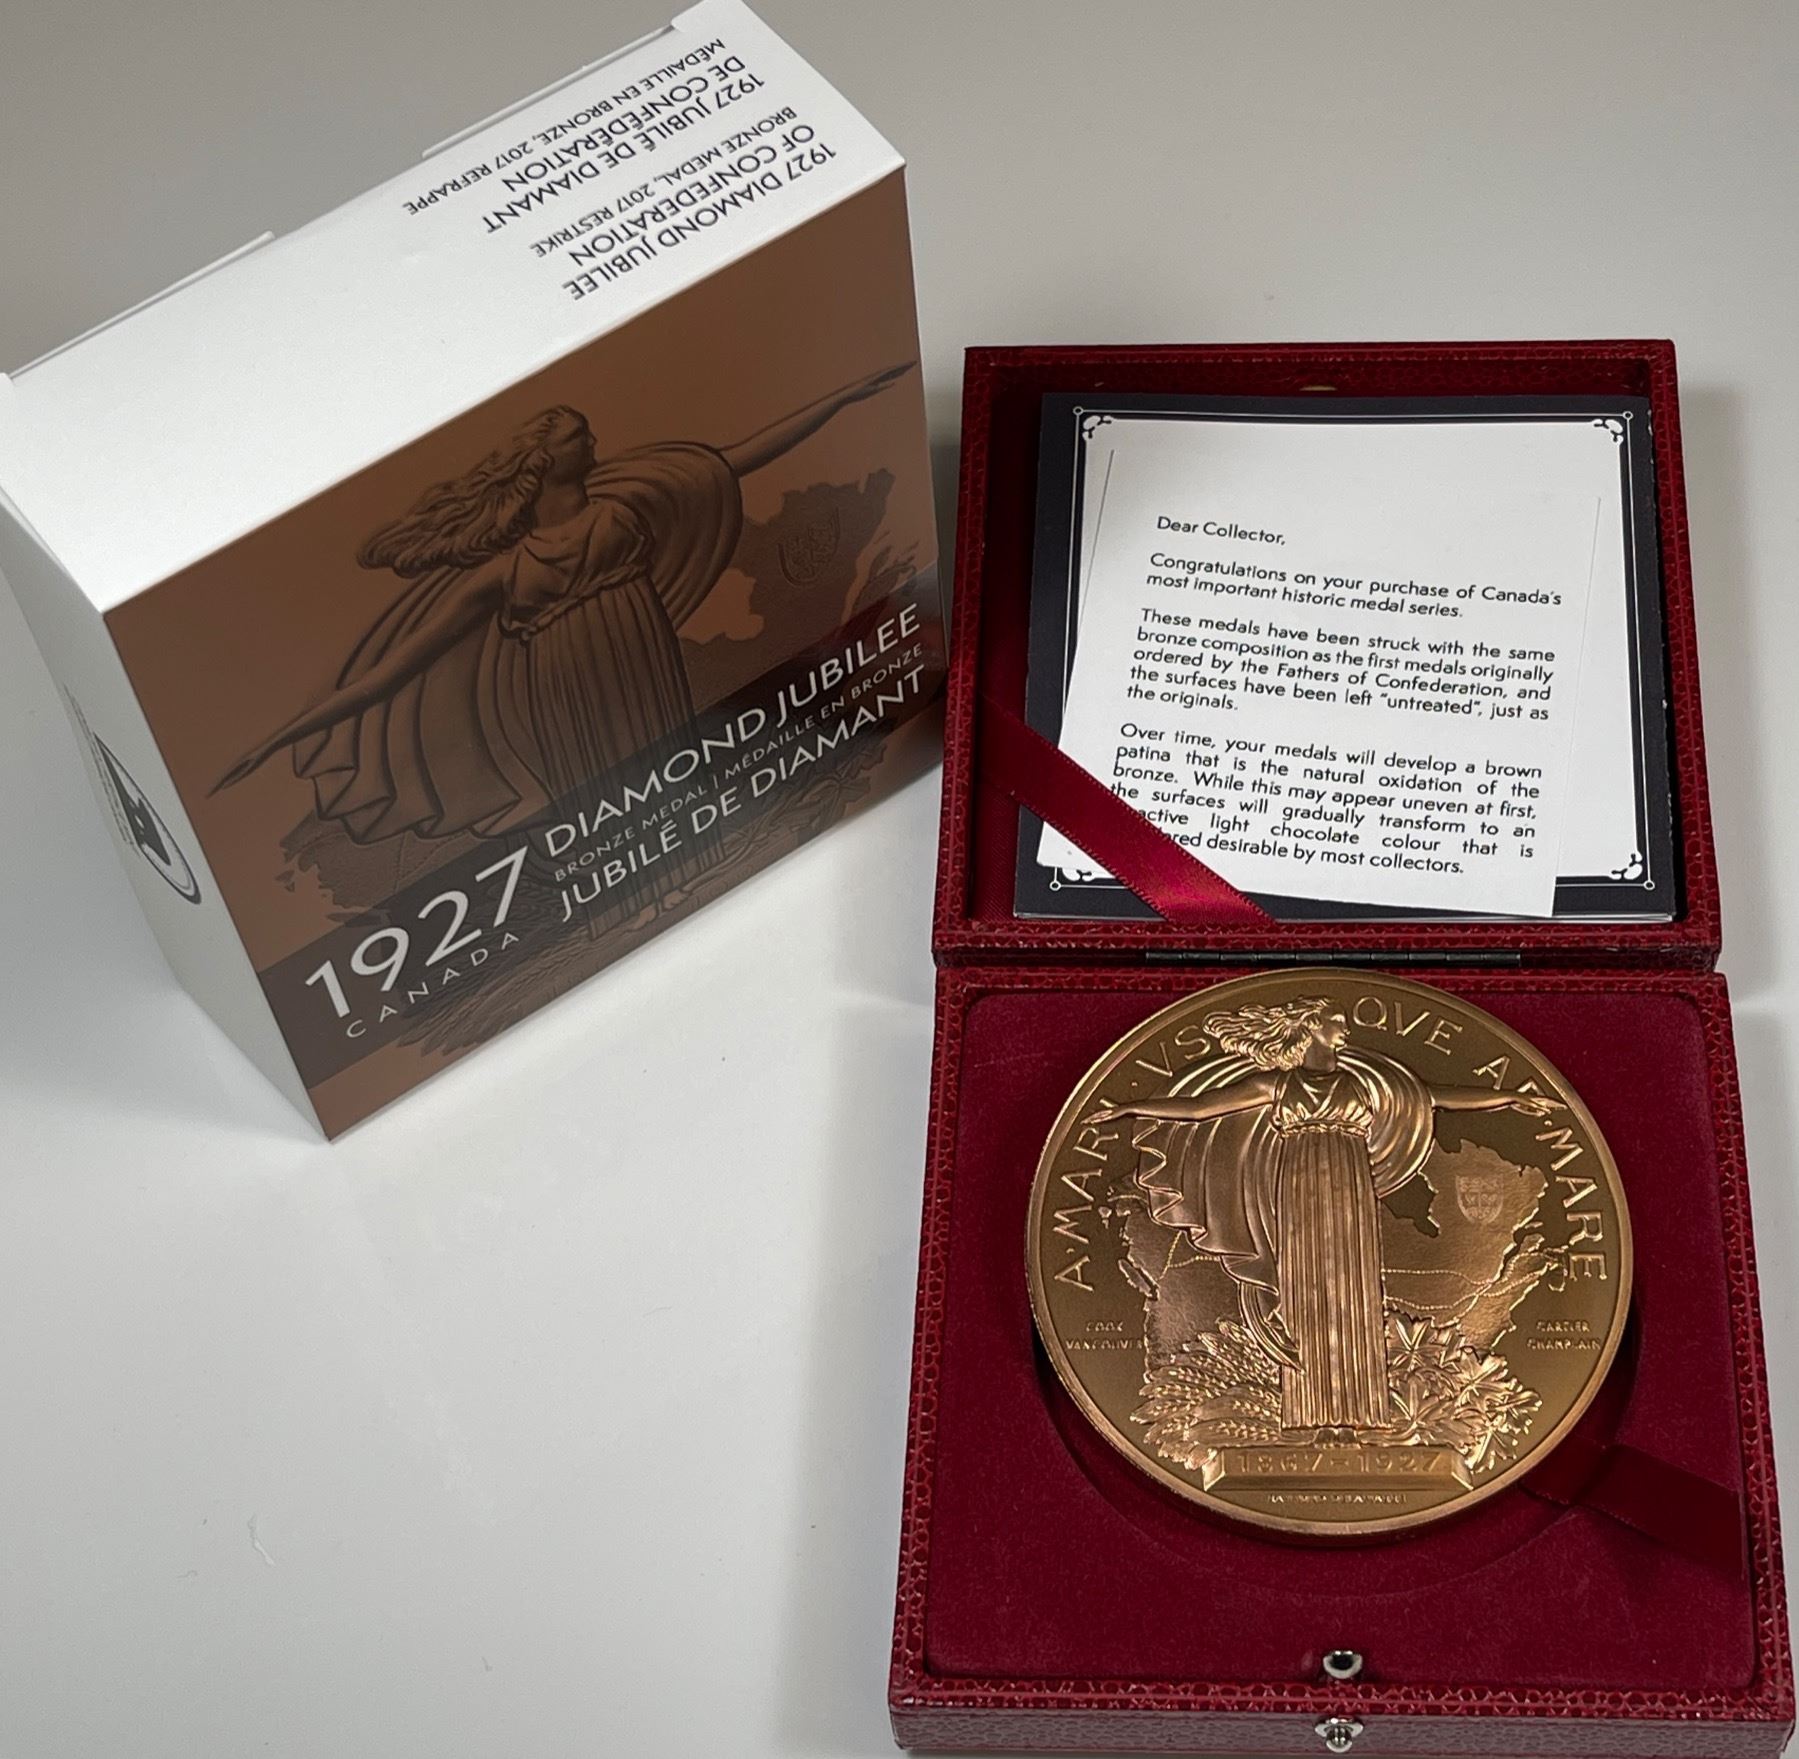 1927 DIAMOND JUBILEE
OF CONFEDERATION
BRONZE MEDAL, 2017 RESTRIKE
1927 JUBILÉ DE DIAMANT
DE CONFÉDÉRATION
MÉDAILLE EN BRONZE, 2017 REFRAPPE
1927
CANADA
DIAMOND JUBILEE
BRONZE MEDAL | MÉDAILLE EN BRONZE
JUBILÉ DE DIAMANT
Dear Collector,
Congratulations on your purchase of Canada's
most important historic medal series.
These medals have been struck with the same
bronze composition as the first medals originally
ordered by the Fathers of Confederation, and
the surfaces have been left "untreated", just as
the originals.
Over time, your medals will develop a brown
patina that is the natural oxidation of the
bronze. While this may appear uneven at first,
the surfaces will gradually transform to an
light chocolate colour that is
desirable by most collectors.
A·MARI·VSQVE AD·MARE
COOK
VANCOUVER
CARTIER
CHAMPLAIN
1867-1927